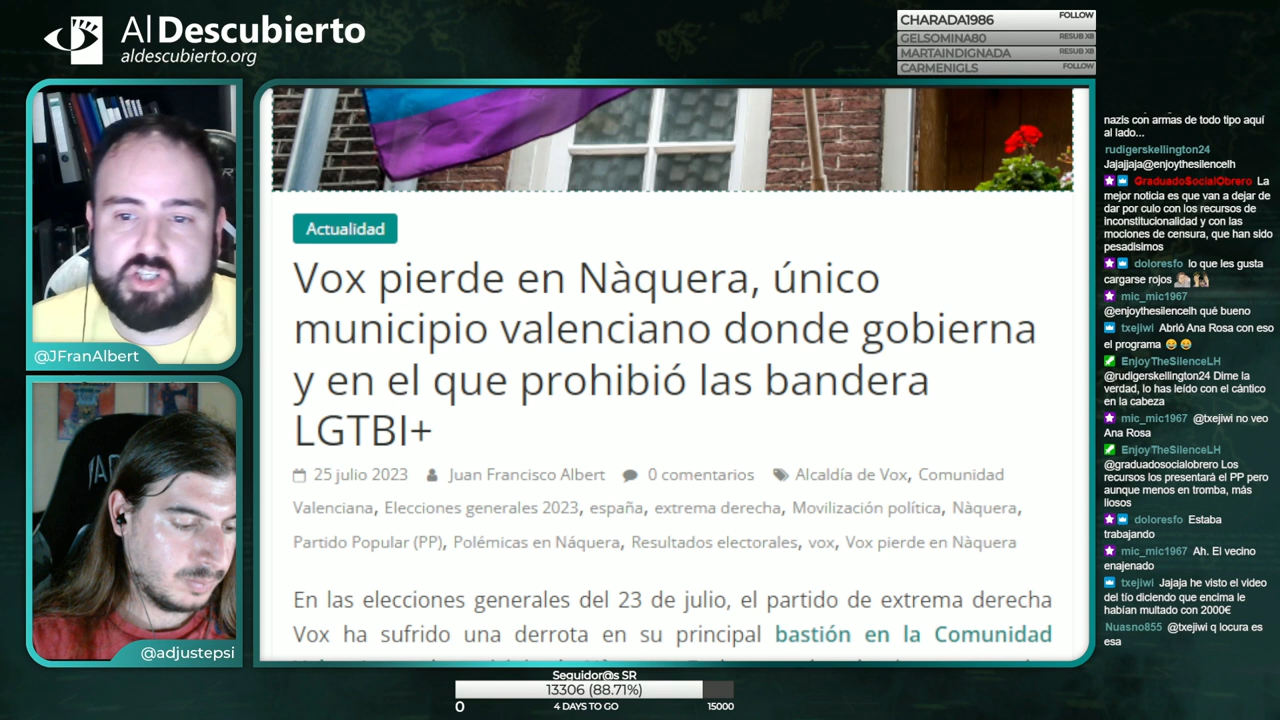 Al Descubierto
aldescubierto.org
CHARADA1986 FOLLOW
GELSOMINA80 RESUB X8
MARTAINDIGNADA RESUB X8
CARMENIGLS FOLLOW
@JFranAlbert
@adjustepsi
Actualidad
Vox pierde en Nàquera, único
municipio valenciano donde gobierna
y en el que prohibió las bandera
LGTBI+
25 julio 2023 Juan Francisco Albert 0 comentarios Alcaldía de Vox, Comunidad
Valenciana, Elecciones generales 2023, españa, extrema derecha, Movilización política, Nàquera,
Partido Popular (PP), Polémicas en Náquera, Resultados electorales, vox, Vox pierde en Nàquera
En las elecciones generales del 23 de julio, el partido de extrema derecha
Vox ha sufrido una derrota en su principal bastión en la Comunidad
nazis con armas de todo tipo aquí
al lado...
rudigerskellington24
Jajajjaja@enjoythesilencelh
GraduadoSocialObrero La
mejor noticia es que van a dejar de
dar por culo con los recursos de
inconstitucionalidad y con las
mociones de censura, que han sido
pesadisimos
doloresfo lo que les gusta
cargarse rojos
mic_mic1967
@enjoythesilencelh qué bueno
txejiwi Abrió Ana Rosa con eso
el programa
EnjoyTheSilenceLH
@rudigerskellington24 Dime la
verdad, lo has leído con el cántico
en la cabeza
mic_mic1967 @txejiwi no veo
Ana Rosa
EnjoyTheSilenceLH
@graduadosocialobrero Los
recursos los presentará el PP pero
aunque menos en tromba, más
liosos
doloresfo Estaba
trabajando
mic_mic1967 Ah. El vecino
enajenado
txejiwi Jajaja he visto el video
del tío diciendo que encima le
habían multado con 2000€
Nuasno855 @txejiwi q locura es
esa
Seguidor@s SR
13306 (88.71%)
0 4 DAYS TO GO 15000